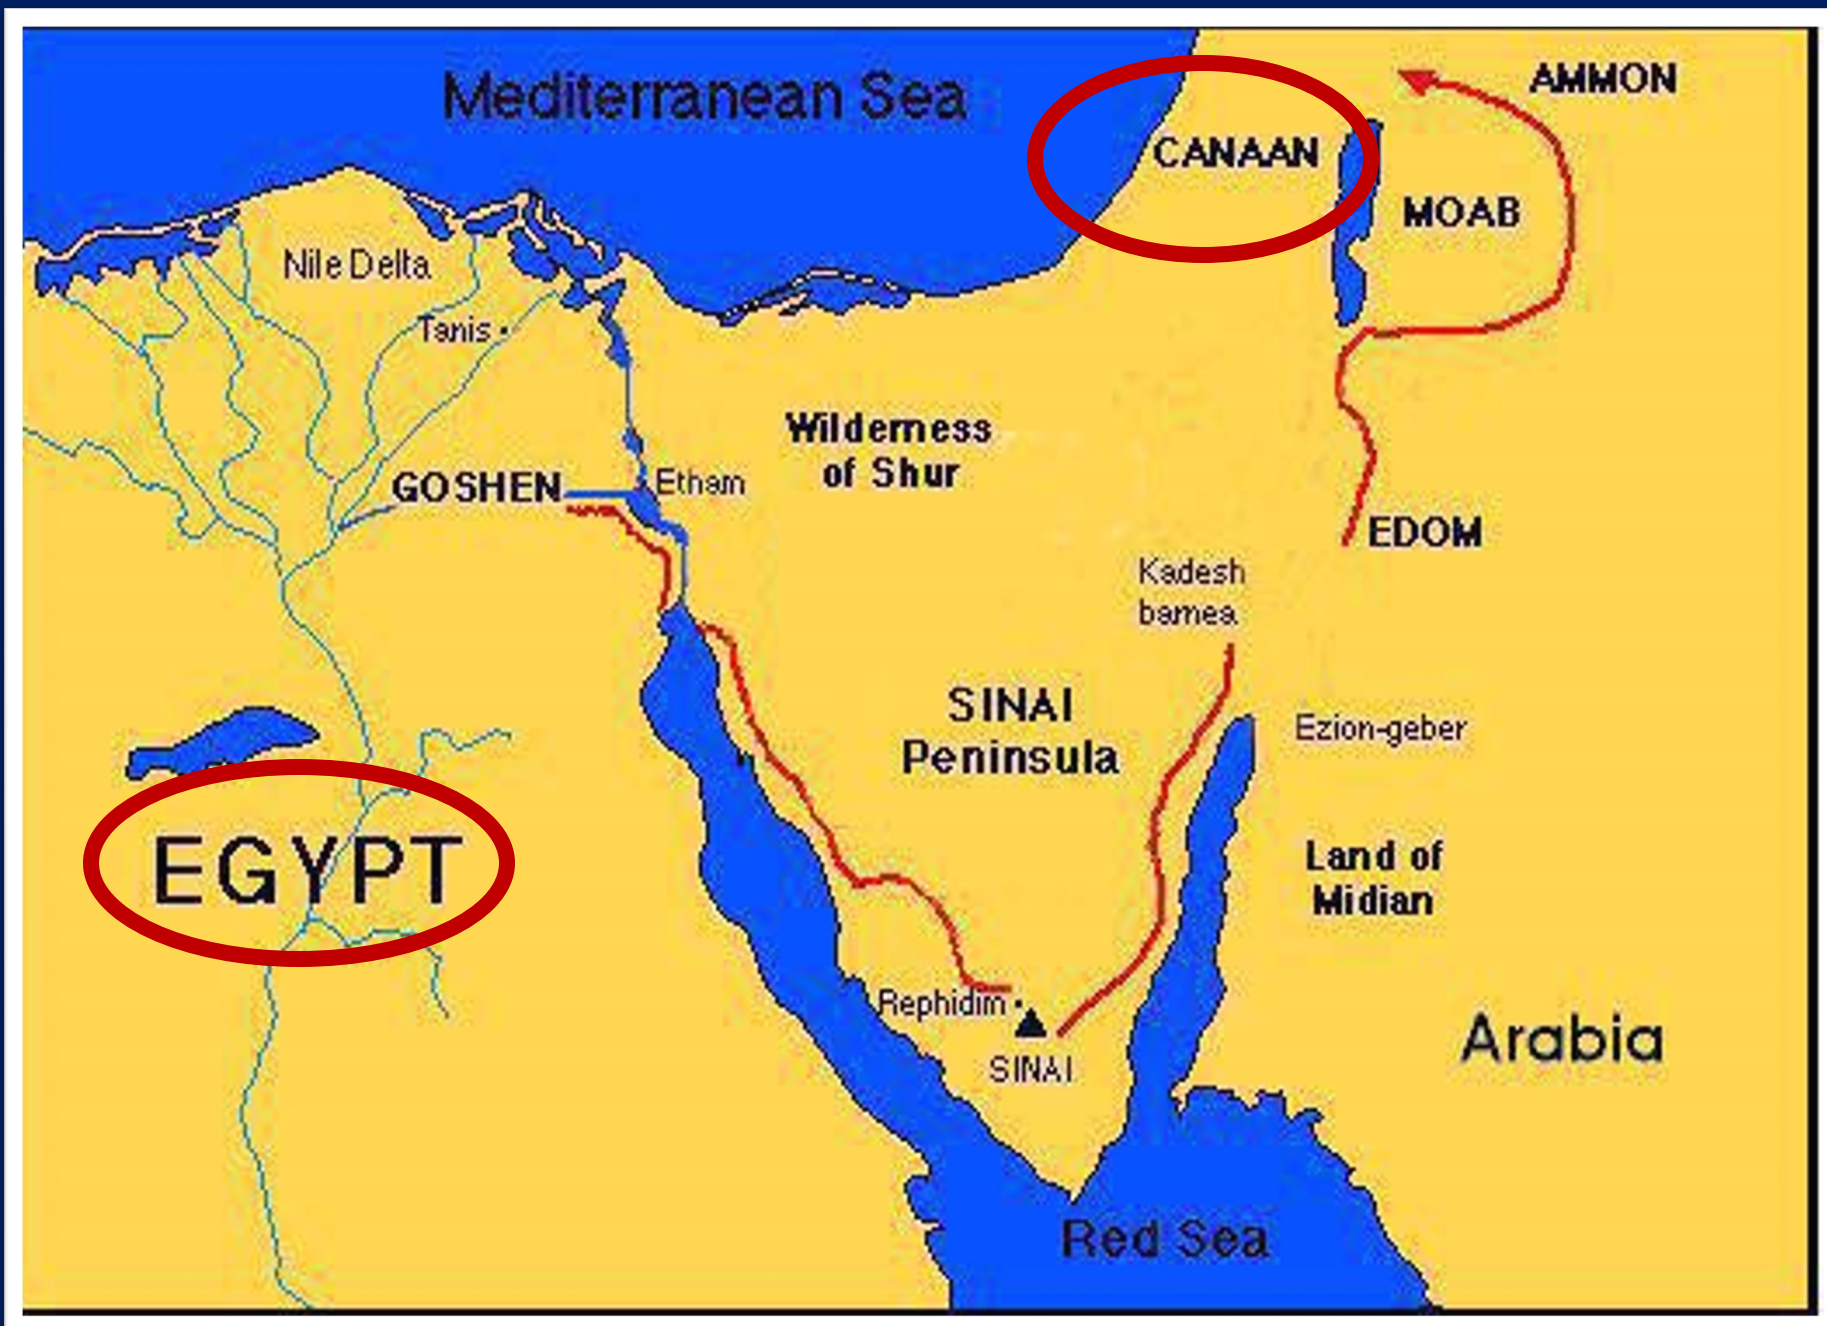 Mediterranean Sea
AMMON
CANAAN
MOAB
Nile Delta
Tanis
Wilderness
of Shur
GOSHEN
Etham
EDOM
Kadesh
barnea
SINAI
Peninsula
Ezion-geber
EGYPT
Land of
Midian
Rephidim
SINAI
Arabia
Red Sea